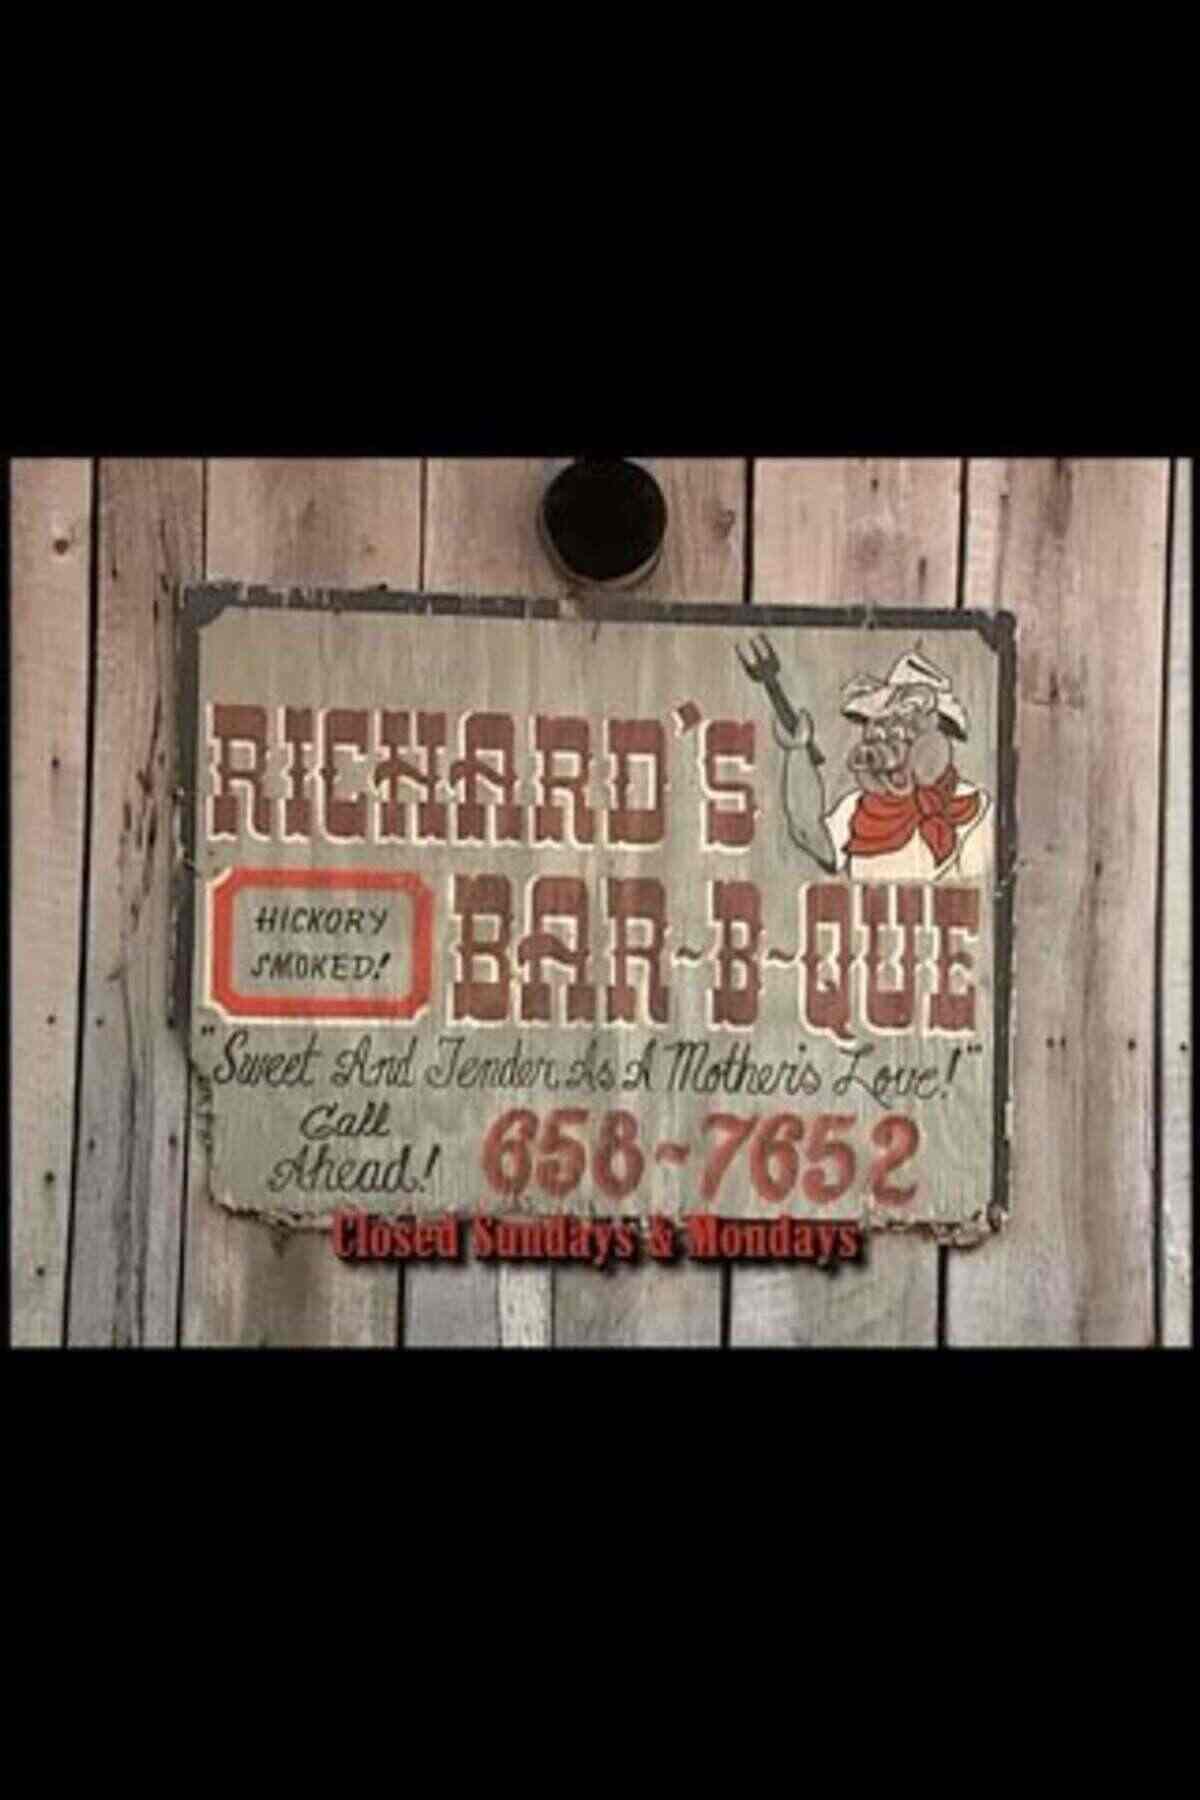 RICHARD'S
HICKORY
SMOKED!
BAR-B-QUE
"Sweet And Tender As A Mother's Love!"
Call
Ahead!
658-7652
Closed Sundays & Mondays